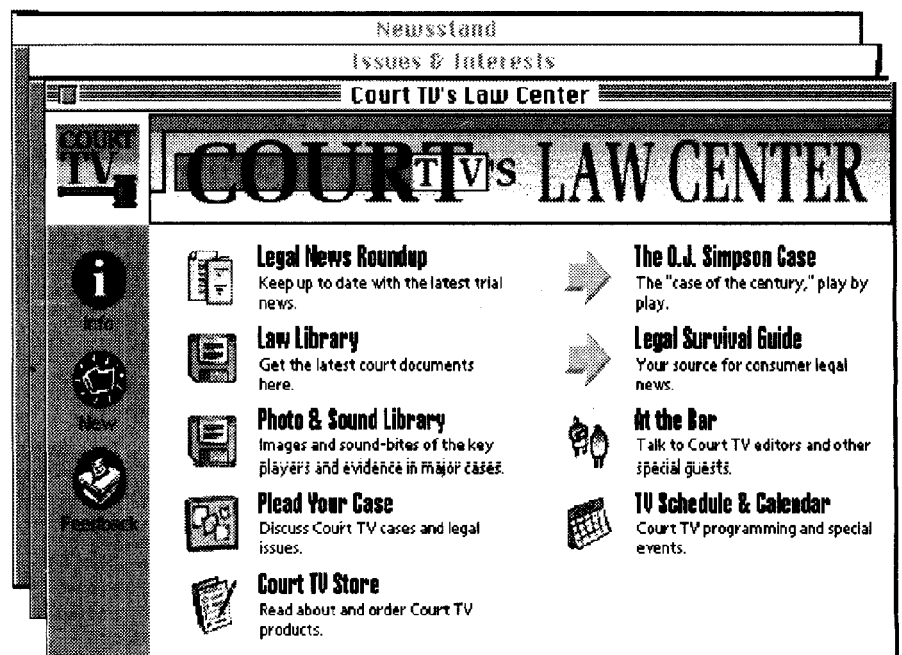 Newsstand
Issues & Interests
Court TV's Law Center
COURT
TV
COURT TV'S LAW CENTER
Info
New
Feedback
Legal News Roundup
Keep up to date with the latest trial
news.
Law Library
Get the latest court documents
here.
Photo & Sound Library
Images and sound-bites of the key
players and evidence in major cases.
Plead Your Case
Discuss Court TV cases and legal
issues.
Court TV Store
Read about and order Court TV
products.
The O.J. Simpson Case
The "case of the century," play by
play.
Legal Survival Guide
Your source for consumer legal
news.
At the Bar
Talk to Court TV editors and other
special guests.
TV Schedule & Calendar
Court TV programming and special
events.